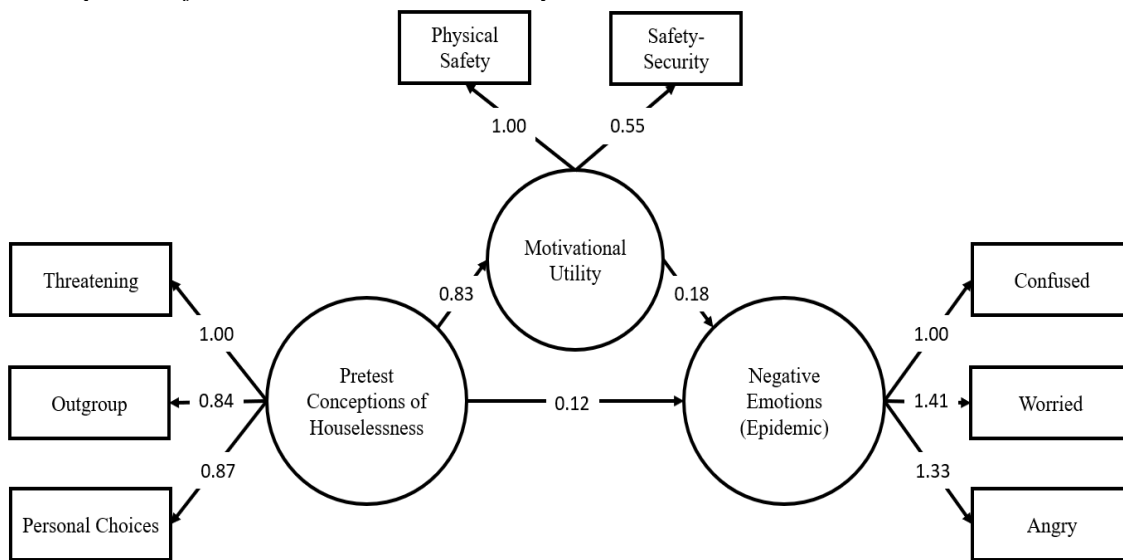 Physical
Safety
Safety-
Security
1.00
0.55
Motivational
Utility
Threatening
Confused
0.83
0.18
1.00
1.00
Pretest
Conceptions of
Houselessness
Negative
Emotions
(Epidemic)
Outgroup
0.84
0.12
1.41
Worried
0.87
1.33
Personal Choices
Angry